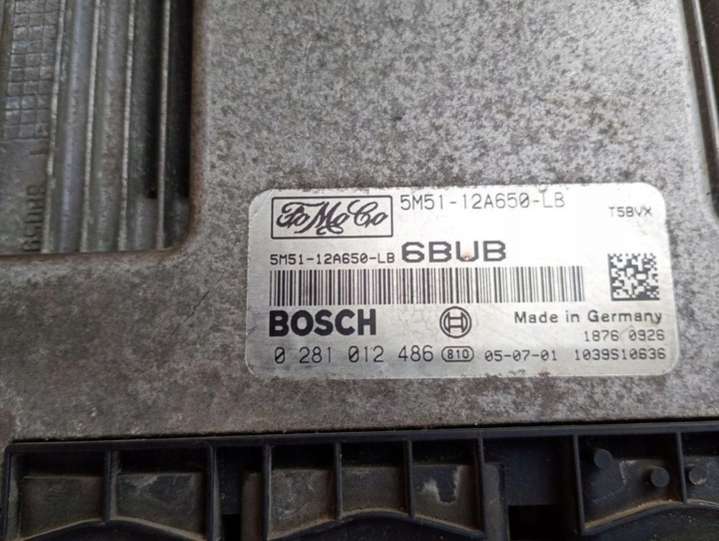 FoMoCo 5M51-12A650-LB T5BVX
5M51-12A650-LB 6BUB
BOSCH Made in Germany
1876 0926
0 281 012 486 810 05-07-01 1039S10636